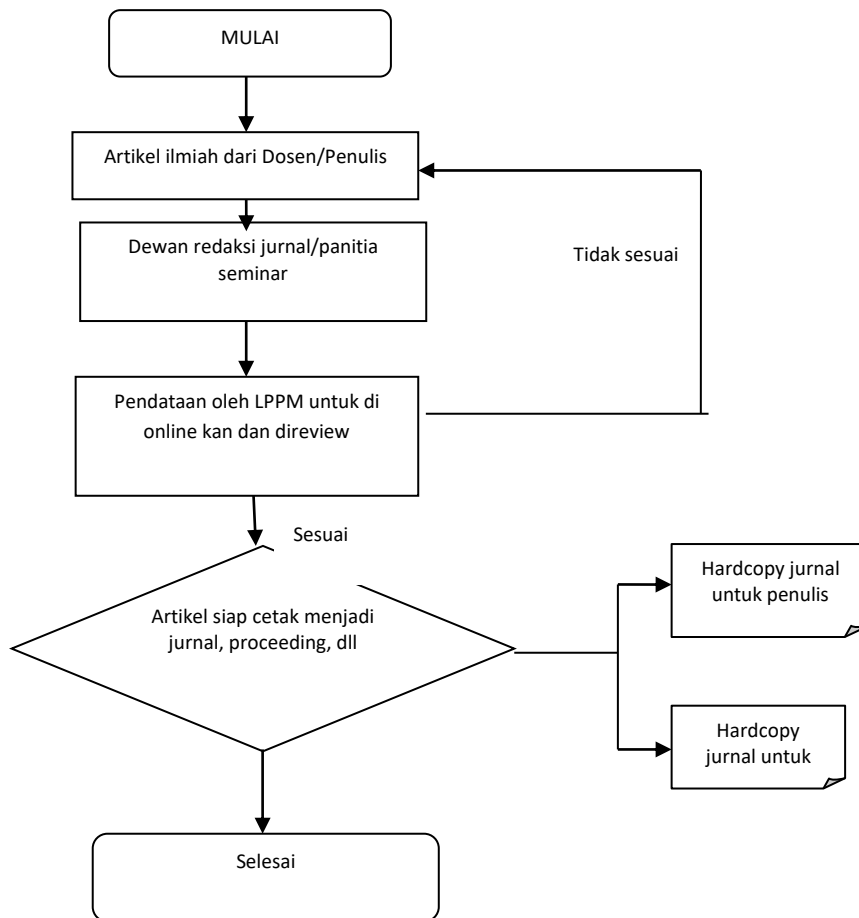 MULAI
Artikel ilmiah dari Dosen/Penulis
Dewan redaksi jurnal/panitia
seminar
Tidak sesuai
Pendataan oleh LPPM untuk di
online kan dan direview
Sesuai
Artikel siap cetak menjadi
jurnal, proceeding, dll
Hardcopy jurnal
untuk penulis
Hardcopy
jurnal untuk
Selesai